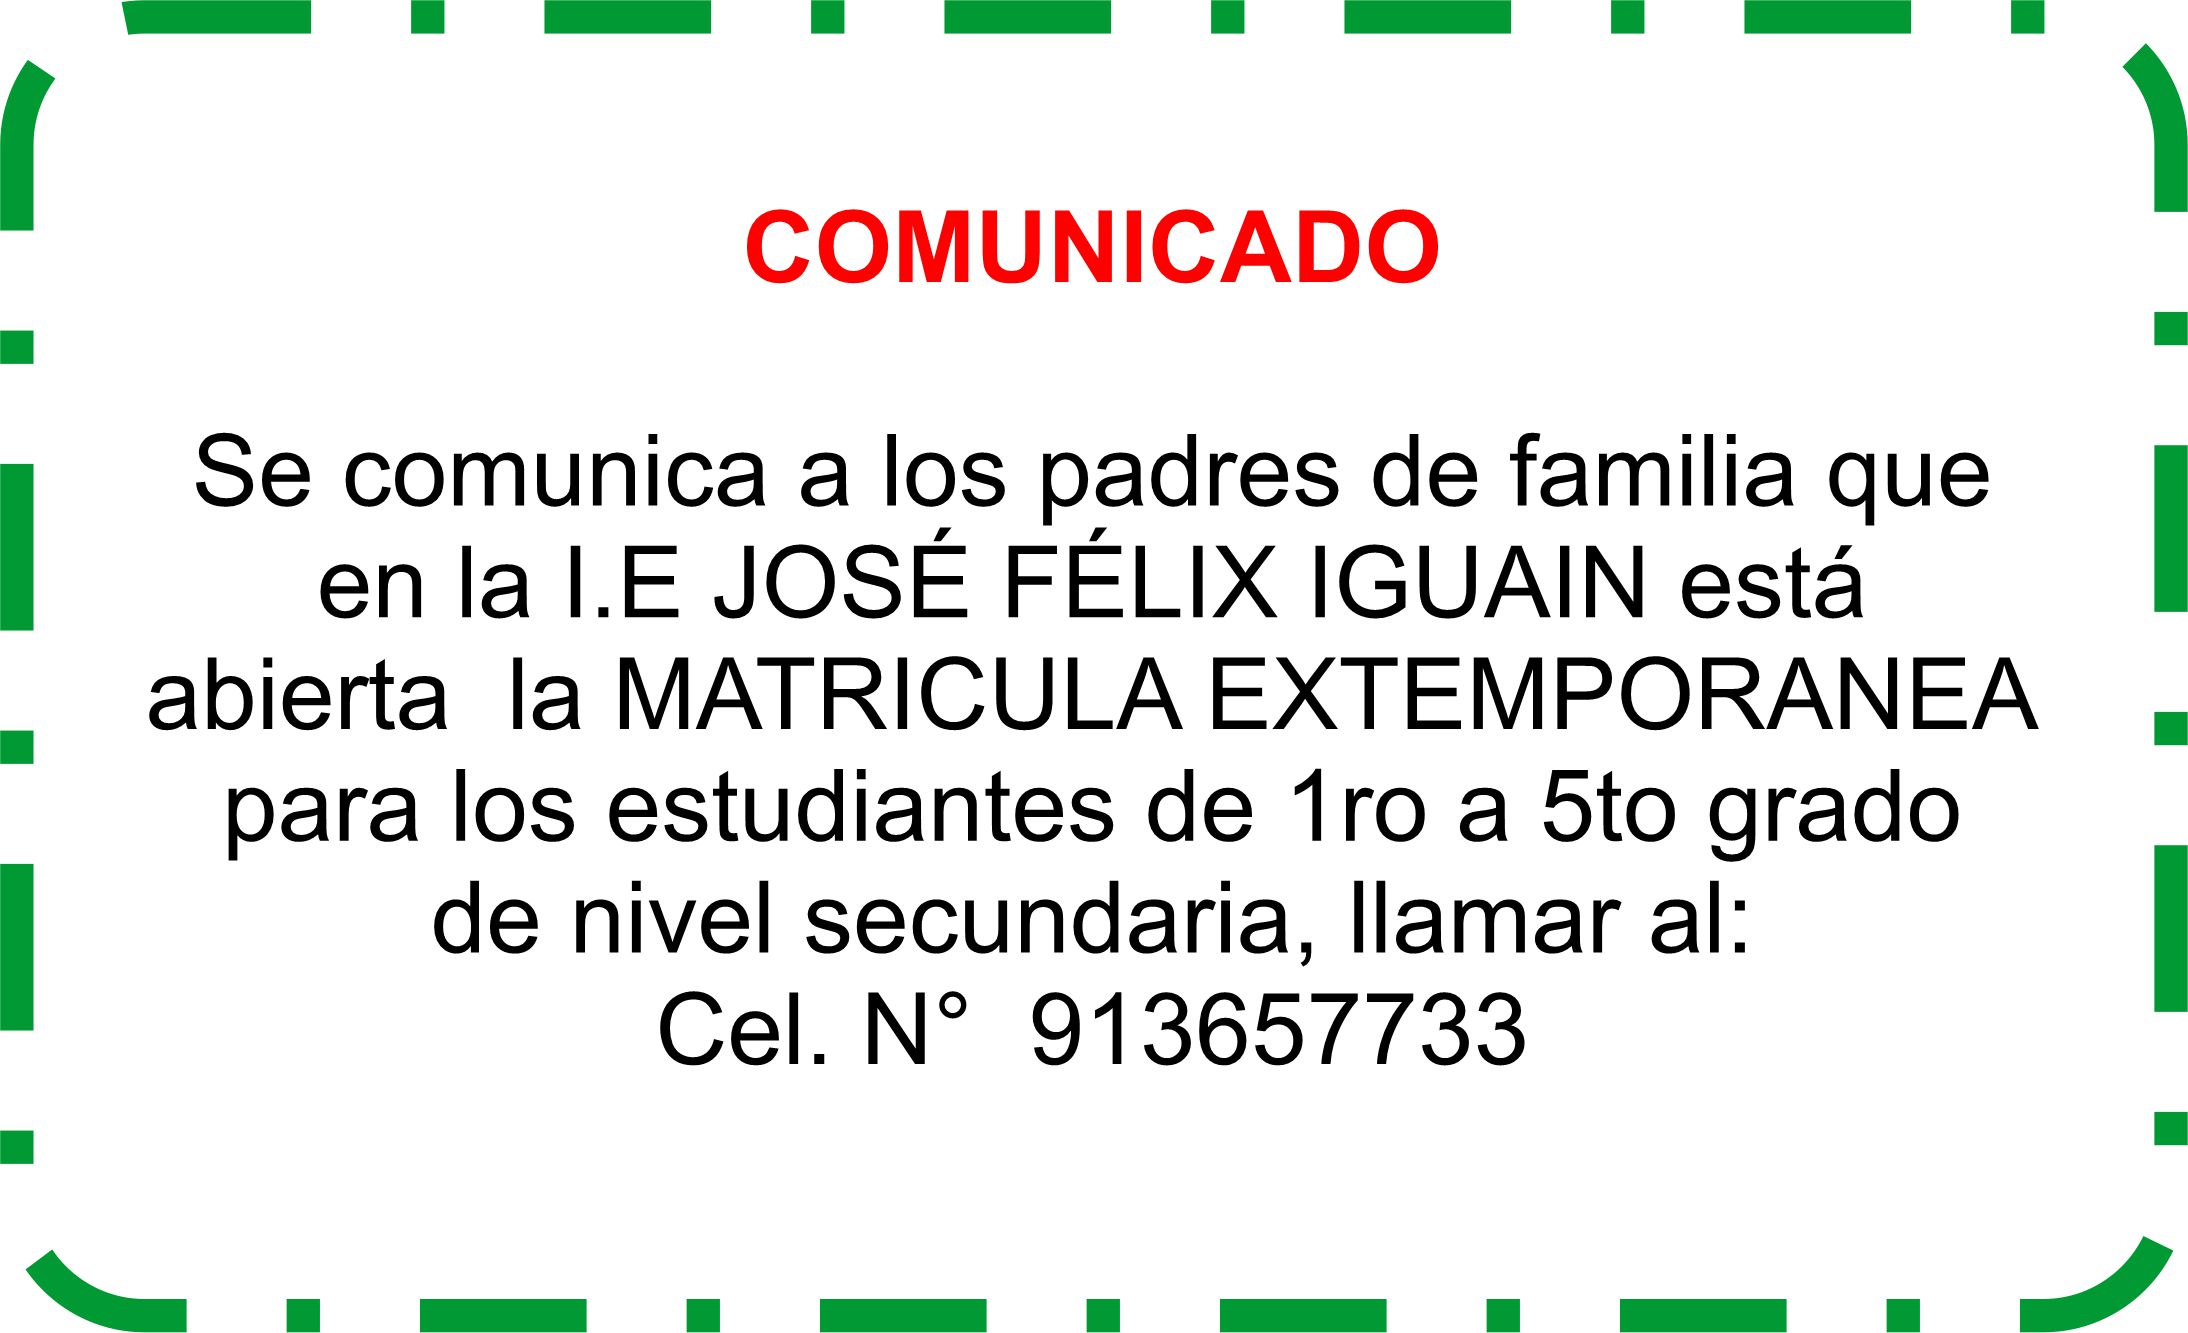 COMUNICADO
Se comunica a los padres de familia que
en la I.E JOSÉ FÉLIX IGUAIN está
abierta  la MATRICULA EXTEMPORANEA
para los estudiantes de 1ro a 5to grado
de nivel secundaria, llamar al:
Cel. N°  913657733